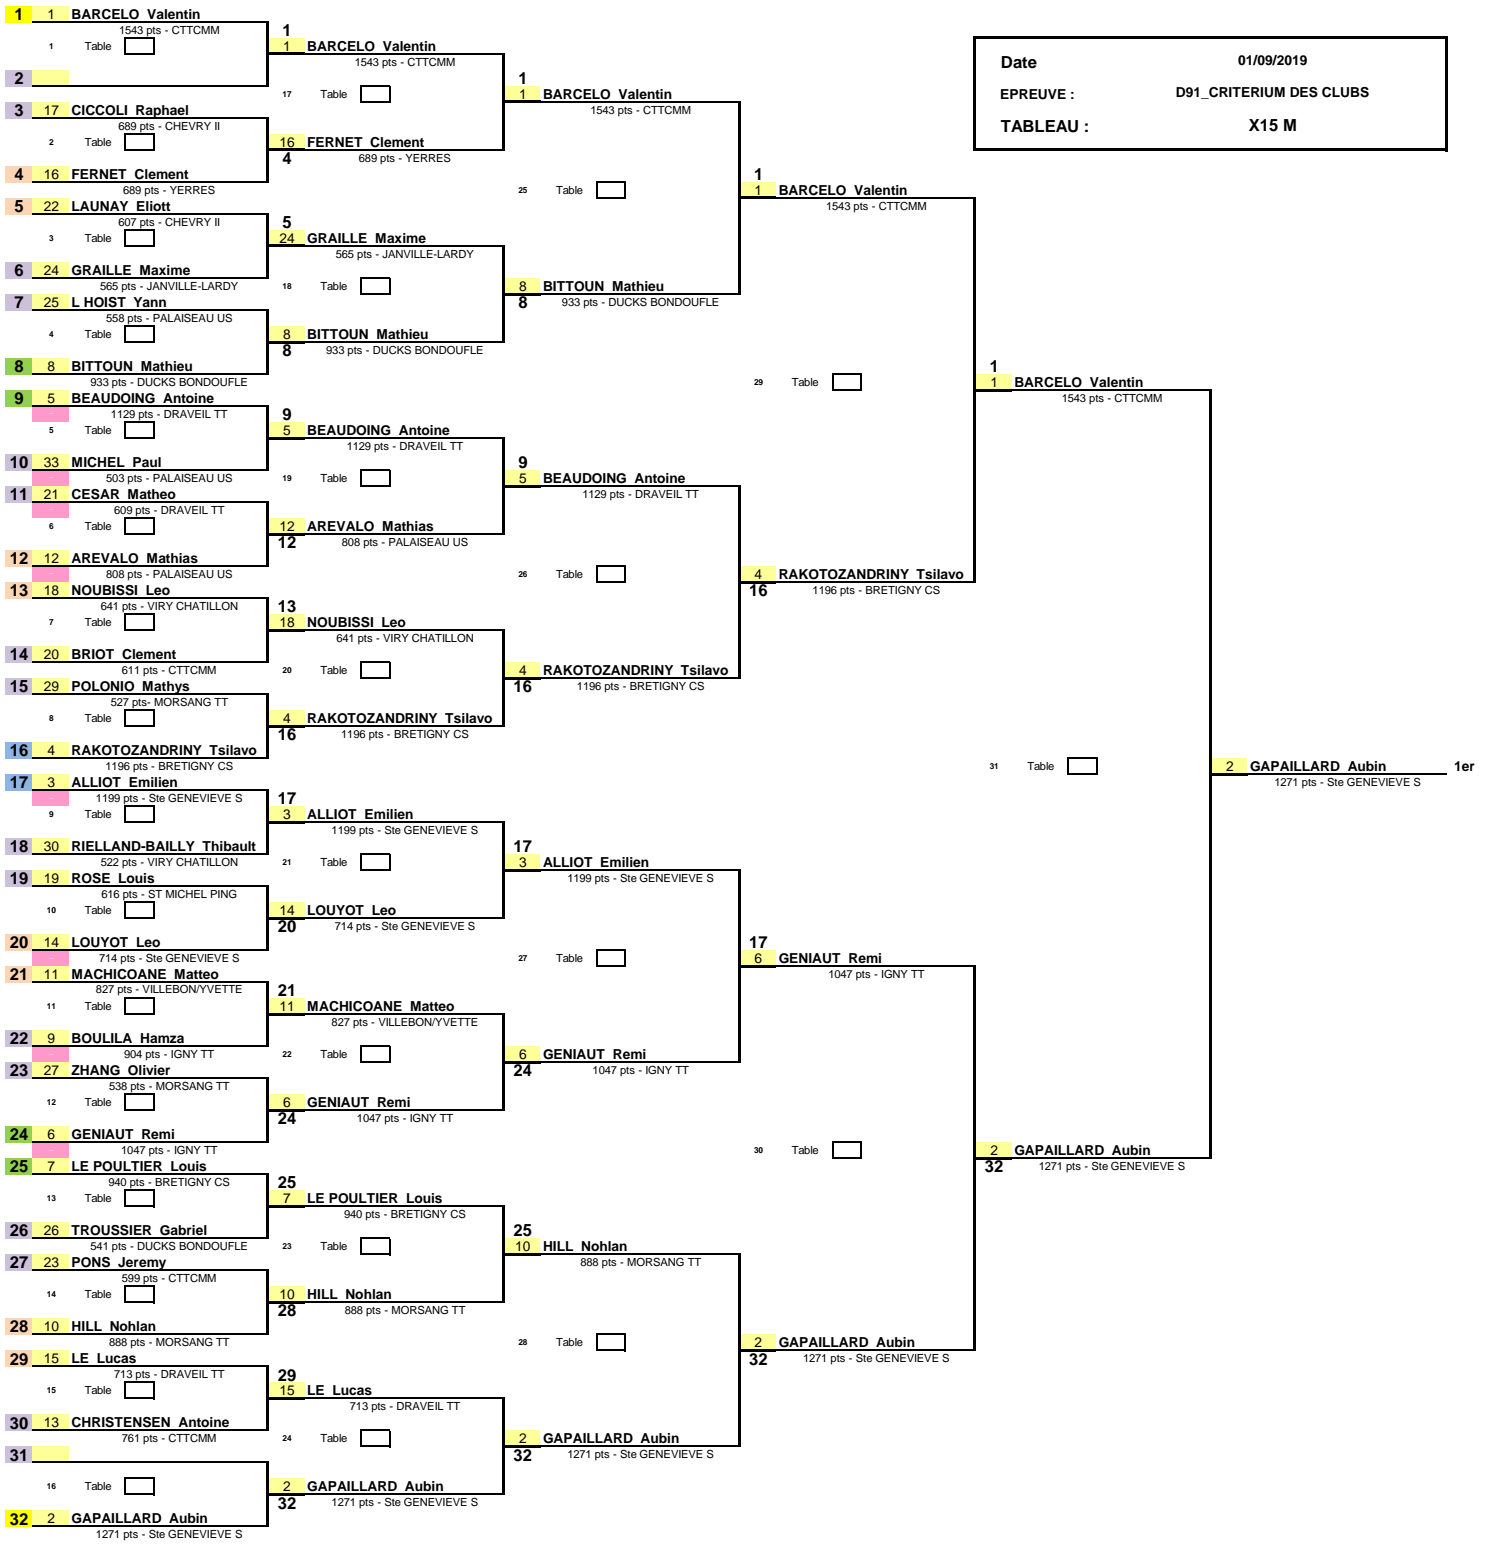 Date 01/09/2019
EPREUVE : D91_CRITERIUM DES CLUBS
TABLEAU : X15 M
1 1 BARCELO Valentin
1543 pts - CTTCMM
1 Table
2
3 17 CICCOLI Raphael
689 pts - CHEVRY II
2 Table
4 16 FERNET Clement
689 pts - YERRES
5 22 LAUNAY Eliott
607 pts - CHEVRY II
3 Table
6 24 GRAILLE Maxime
565 pts - JANVILLE-LARDY
7 25 L HOIST Yann
558 pts - PALAISEAU US
4 Table
8 8 BITTOUN Mathieu
933 pts - DUCKS BONDOUFLE
9 5 BEAUDOING Antoine
1129 pts - DRAVEIL TT
5 Table
10 33 MICHEL Paul
503 pts - PALAISEAU US
11 21 CESAR Matheo
609 pts - DRAVEIL TT
6 Table
12 12 AREVALO Mathias
808 pts - PALAISEAU US
13 18 NOUBISSI Leo
641 pts - VIRY CHATILLON
7 Table
14 20 BRIOT Clement
611 pts - CTTCMM
15 29 POLONIO Mathys
527 pts- MORSANG TT
8 Table
16 4 RAKOTOZANDRINY Tsilavo
1196 pts - BRETIGNY CS
17 3 ALLIOT Emilien
1199 pts - Ste GENEVIEVE S
9 Table
18 30 RIELLAND-BAILLY Thibault
522 pts - VIRY CHATILLON
19 19 ROSE Louis
616 pts - ST MICHEL PING
10 Table
20 14 LOUYOT Leo
714 pts - Ste GENEVIEVE S
21 11 MACHICOANE Matteo
827 pts - VILLEBON/YVETTE
11 Table
22 9 BOULILA Hamza
904 pts - IGNY TT
23 27 ZHANG Olivier
538 pts - MORSANG TT
12 Table
24 6 GENIAUT Remi
1047 pts - IGNY TT
25 7 LE POULTIER Louis
940 pts - BRETIGNY CS
13 Table
26 26 TROUSSIER Gabriel
541 pts - DUCKS BONDOUFLE
27 23 PONS Jeremy
599 pts - CTTCMM
14 Table
28 10 HILL Nohlan
888 pts - MORSANG TT
29 15 LE Lucas
713 pts - DRAVEIL TT
15 Table
30 13 CHRISTENSEN Antoine
761 pts - CTTCMM
31
16 Table
32 2 GAPAILLARD Aubin
1271 pts - Ste GENEVIEVE S
1
1 BARCELO Valentin
1543 pts - CTTCMM
17 Table
16 FERNET Clement
4 689 pts - YERRES
5
24 GRAILLE Maxime
565 pts - JANVILLE-LARDY
18 Table
8 BITTOUN Mathieu
8 933 pts - DUCKS BONDOUFLE
9
5 BEAUDOING Antoine
1129 pts - DRAVEIL TT
19 Table
12 AREVALO Mathias
12 808 pts - PALAISEAU US
13
18 NOUBISSI Leo
641 pts - VIRY CHATILLON
20 Table
4 RAKOTOZANDRINY Tsilavo
16 1196 pts - BRETIGNY CS
17
3 ALLIOT Emilien
1199 pts - Ste GENEVIEVE S
21 Table
14 LOUYOT Leo
20 714 pts - Ste GENEVIEVE S
21
11 MACHICOANE Matteo
827 pts - VILLEBON/YVETTE
22 Table
6 GENIAUT Remi
24 1047 pts - IGNY TT
25
7 LE POULTIER Louis
940 pts - BRETIGNY CS
23 Table
10 HILL Nohlan
28 888 pts - MORSANG TT
29
15 LE Lucas
713 pts - DRAVEIL TT
24 Table
2 GAPAILLARD Aubin
32 1271 pts - Ste GENEVIEVE S
1
1 BARCELO Valentin
1543 pts - CTTCMM
25 Table
8 BITTOUN Mathieu
8 933 pts - DUCKS BONDOUFLE
9
5 BEAUDOING Antoine
1129 pts - DRAVEIL TT
26 Table
4 RAKOTOZANDRINY Tsilavo
16 1196 pts - BRETIGNY CS
17
3 ALLIOT Emilien
1199 pts - Ste GENEVIEVE S
27 Table
6 GENIAUT Remi
24 1047 pts - IGNY TT
25
10 HILL Nohlan
888 pts - MORSANG TT
28 Table
2 GAPAILLARD Aubin
32 1271 pts - Ste GENEVIEVE S
1
1 BARCELO Valentin
1543 pts - CTTCMM
29 Table
4 RAKOTOZANDRINY Tsilavo
16 1196 pts - BRETIGNY CS
17
6 GENIAUT Remi
1047 pts - IGNY TT
30 Table
2 GAPAILLARD Aubin
32 1271 pts - Ste GENEVIEVE S
1
1 BARCELO Valentin
1543 pts - CTTCMM
31 Table
2 GAPAILLARD Aubin
32 1271 pts - Ste GENEVIEVE S
2 GAPAILLARD Aubin 1er
1271 pts - Ste GENEVIEVE S